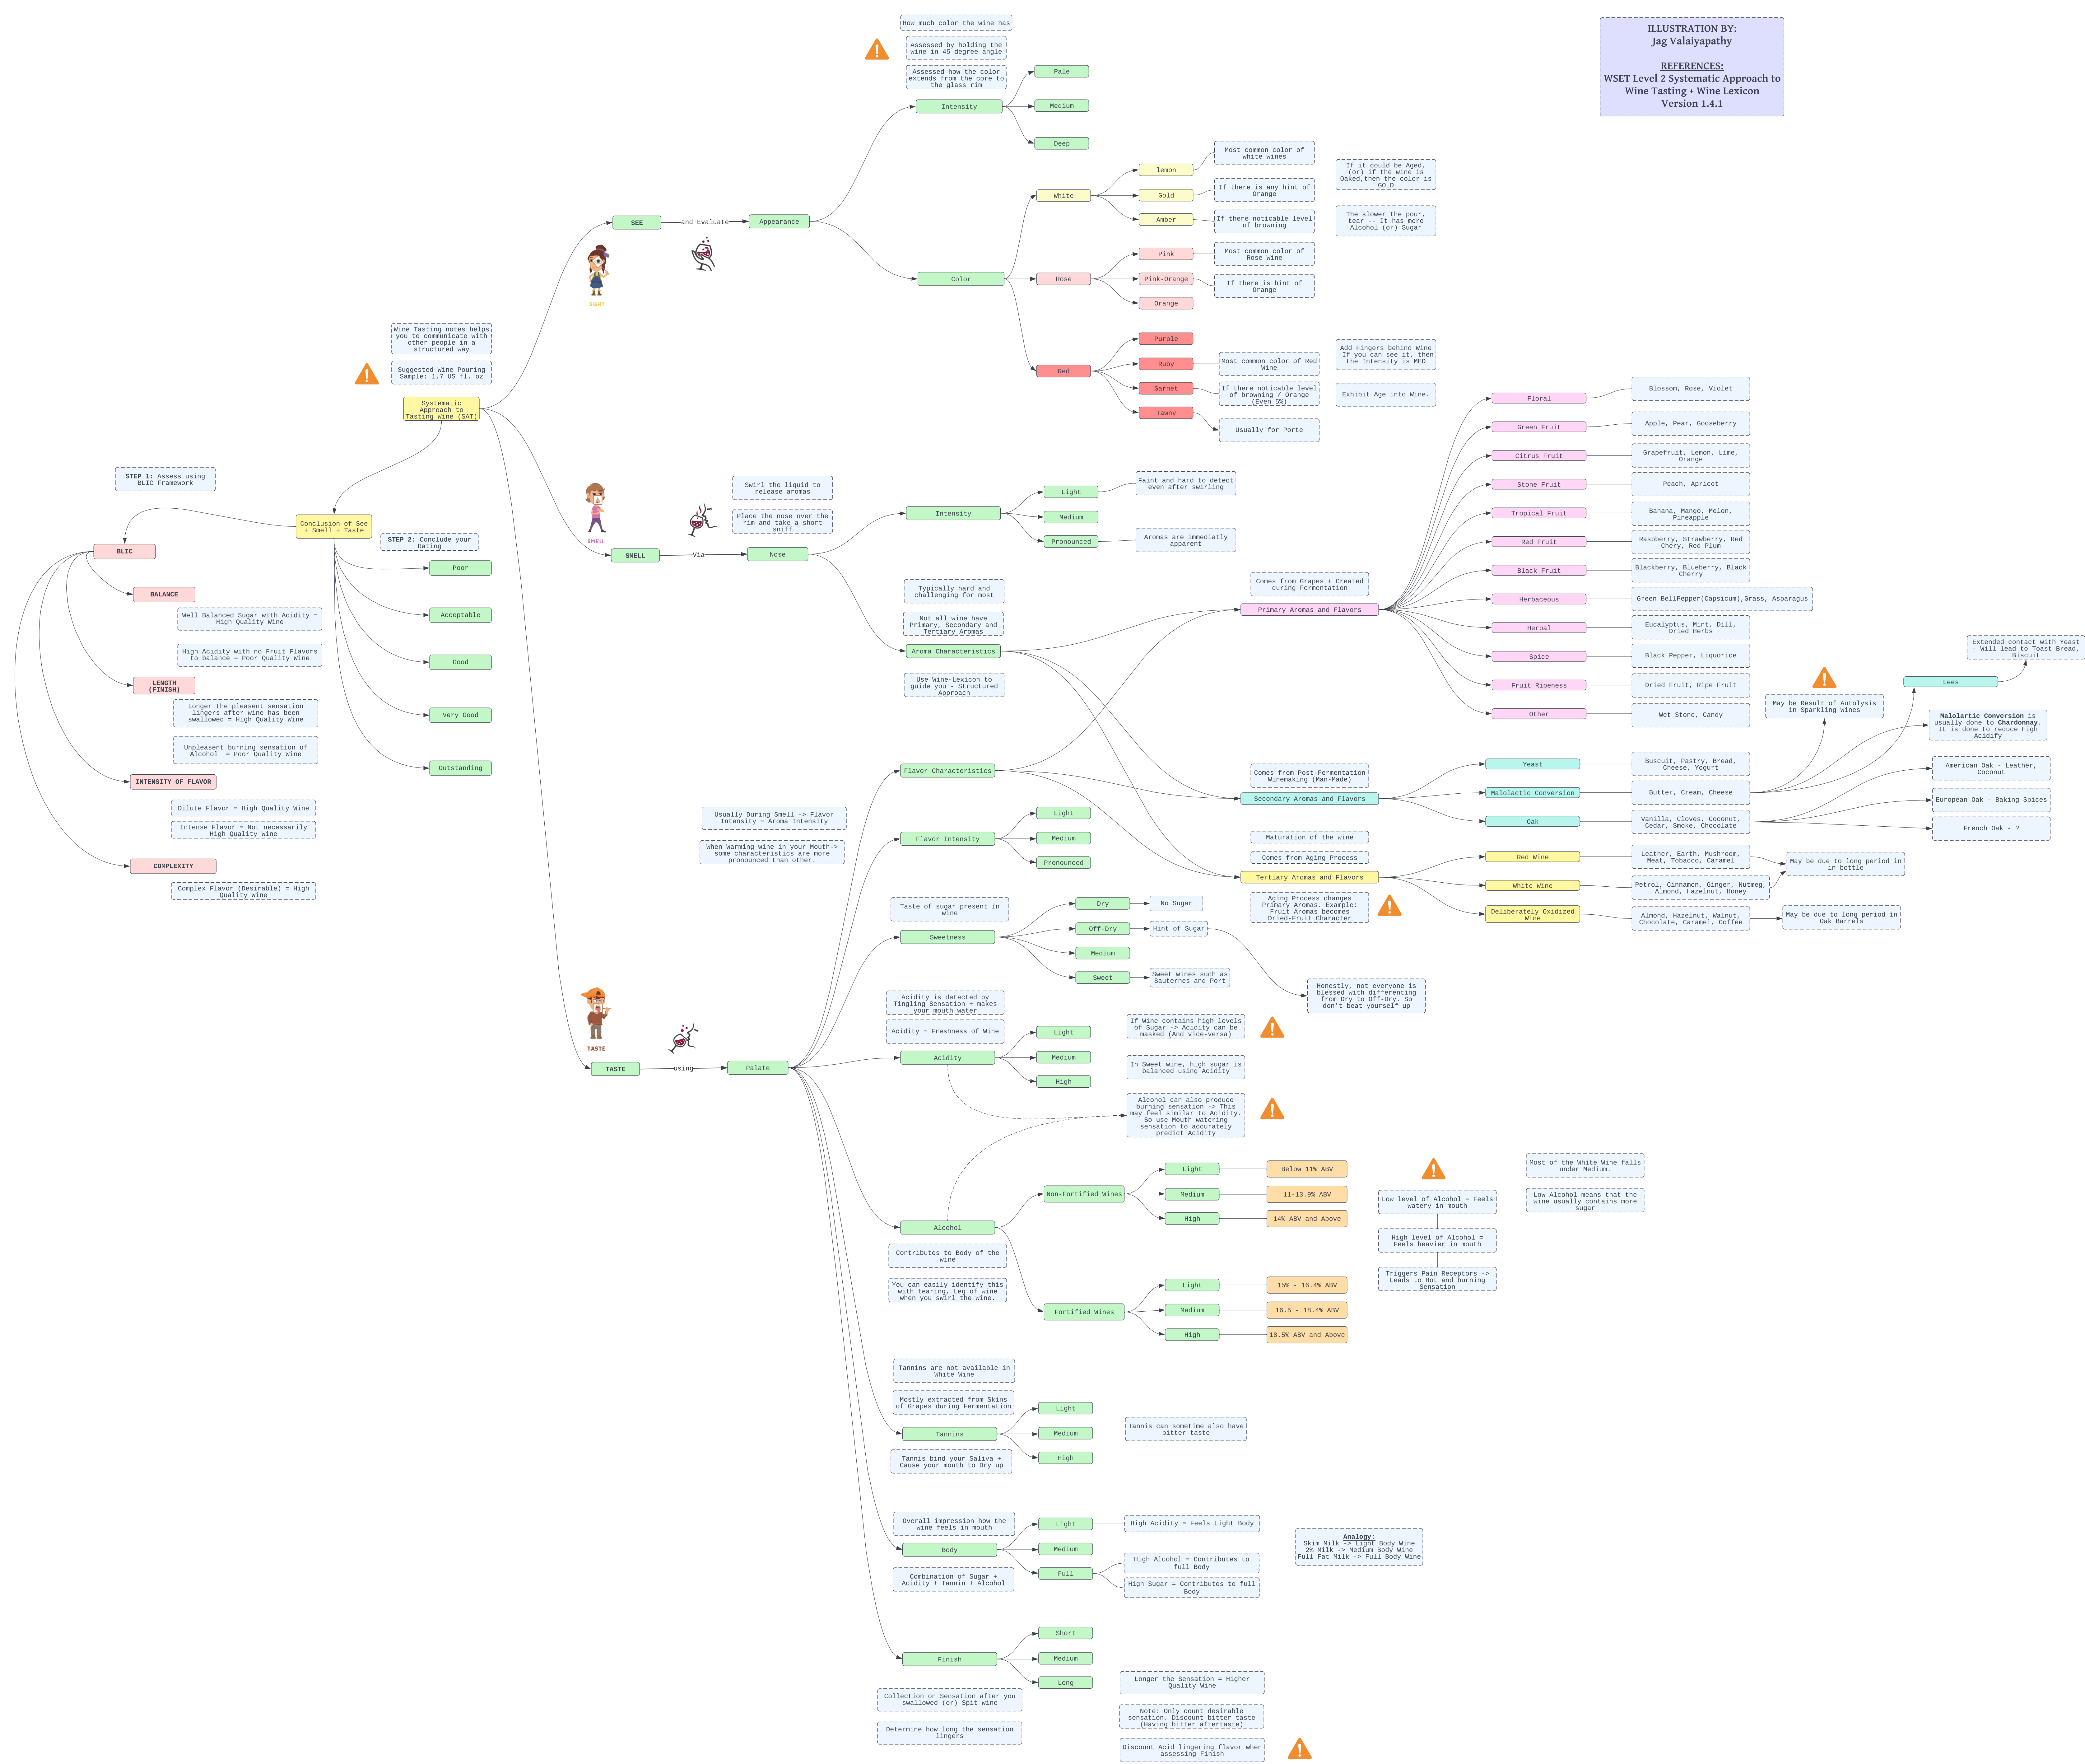 ILLUSTRATION BY:
Jag Valaiyapathy
REFERENCES:
WSET Level 2 Systematic Approach to
Wine Tasting + Wine Lexicon
Version 1.4.1
Wine Tasting notes helps
you to communicate with
other people in a
structured way
Suggested Wine Pouring
Sample: 1.7 US fl. oz
Systematic
Approach to
Tasting Wine (SAT)
SEE
and Evaluate
Appearance
SIGHT
How much color the wine has
Assessed by holding the
wine in 45 degree angle
Assessed how the color
extends from the core to
the glass rim
Intensity
Pale
Medium
Deep
Color
White
lemon
Most common color of
white wines
Gold
If there is any hint of
Orange
Amber
If there noticable level
of browning
If it could be Aged,
(or) if the wine is
Oaked,then the color is
GOLD
The slower the pour,
tear -- It has more
Alcohol (or) Sugar
Rose
Pink
Most common color of
Rose Wine
Pink-Orange
If there is hint of
Orange
Orange
Red
Purple
Ruby
Most common color of Red
Wine
Garnet
If there noticable level
of browning / Orange
(Even 5%)
Tawny
Usually for Porte
Add Fingers behind Wine
-If you can see it, then
the Intensity is MED
Exhibit Age into Wine.
STEP 1: Assess using
BLIC Framework
Conclusion of See
+ Smell + Taste
STEP 2: Conclude your
Rating
Poor
Acceptable
Good
Very Good
Outstanding
BLIC
BALANCE
Well Balanced Sugar with Acidity =
High Quality Wine
High Acidity with no Fruit Flavors
to balance = Poor Quality Wine
LENGTH
(FINISH)
Longer the pleasent sensation
lingers after wine has been
swallowed = High Quality Wine
Unpleasent burning sensation of
Alcohol  = Poor Quality Wine
INTENSITY OF FLAVOR
Dilute Flavor = High Quality Wine
Intense Flavor = Not necessarily
High Quality Wine
COMPLEXITY
Complex Flavor (Desirable) = High
Quality Wine
SMELL
SMELL
Via
Nose
Swirl the liquid to
release aromas
Place the nose over the
rim and take a short
sniff
Intensity
Light
Faint and hard to detect
even after swirling
Medium
Pronounced
Aromas are immediatly
apparent
Typically hard and
challenging for most
Not all wine have
Primary, Secondary and
Tertiary Aromas
Aroma Characteristics
Use Wine-Lexicon to
guide you - Structured
Approach
Comes from Grapes + Created
during Fermentation
Primary Aromas and Flavors
Floral
Blossom, Rose, Violet
Green Fruit
Apple, Pear, Gooseberry
Citrus Fruit
Grapefruit, Lemon, Lime,
Orange
Stone Fruit
Peach, Apricot
Tropical Fruit
Banana, Mango, Melon,
Pineapple
Red Fruit
Raspberry, Strawberry, Red
Chery, Red Plum
Black Fruit
Blackberry, Blueberry, Black
Cherry
Herbaceous
Green BellPepper(Capsicum),Grass, Asparagus
Herbal
Eucalyptus, Mint, Dill,
Dried Herbs
Spice
Black Pepper, Liquorice
Fruit Ripeness
Dried Fruit, Ripe Fruit
Other
Wet Stone, Candy
Comes from Post-Fermentation
Winemaking (Man-Made)
Secondary Aromas and Flavors
Yeast
Buscuit, Pastry, Bread,
Cheese, Yogurt
Malolactic Conversion
Butter, Cream, Cheese
Oak
Vanilla, Cloves, Coconut,
Cedar, Smoke, Chocolate
May be Result of Autolysis
in Sparkling Wines
Lees
Extended contact with Yeast
- Will lead to Toast Bread,
Biscuit
Malolartic Conversion is
usually done to Chardonnay.
It is done to reduce High
Acidify
American Oak - Leather,
Coconut
European Oak - Baking Spices
French Oak - ?
Maturation of the wine
Comes from Aging Process
Tertiary Aromas and Flavors
Aging Process changes
Primary Aromas. Example:
Fruit Aromas becomes
Dried-Fruit Character
Red Wine
Leather, Earth, Mushroom,
Meat, Tobacco, Caramel
White Wine
Petrol, Cinnamon, Ginger, Nutmeg,
Almond, Hazelnut, Honey
May be due to long period in
in-bottle
Deliberately Oxidized
Wine
Almond, Hazelnut, Walnut,
Chocolate, Caramel, Coffee
May be due to long period in
Oak Barrels
TASTE
TASTE
using
Palate
Flavor Characteristics
Usually During Smell -> Flavor
Intensity = Aroma Intensity
When Warming wine in your Mouth->
some characteristics are more
pronounced than other.
Flavor Intensity
Light
Medium
Pronounced
Taste of sugar present in
wine
Sweetness
Dry
No Sugar
Off-Dry
Hint of Sugar
Medium
Sweet
Sweet wines such as
Sauternes and Port
Honestly, not everyone is
blessed with differenting
from Dry to Off-Dry. So
don't beat yourself up
Acidity is detected by
Tingling Sensation + makes
your mouth water
Acidity = Freshness of Wine
Acidity
Light
Medium
High
If Wine contains high levels
of Sugar -> Acidity can be
masked (And vice-versa)
In Sweet wine, high sugar is
balanced using Acidity
Alcohol can also produce
burning sensation -> This
may feel similar to Acidity.
So use Mouth watering
sensation to accurately
predict Acidity
Alcohol
Contributes to Body of the
wine
You can easily identify this
with tearing, Leg of wine
when you swirl the wine.
Non-Fortified Wines
Light
Below 11% ABV
Medium
11-13.9% ABV
High
14% ABV and Above
Fortified Wines
Light
15% - 16.4% ABV
Medium
16.5 - 18.4% ABV
High
18.5% ABV and Above
Low level of Alcohol = Feels
watery in mouth
High level of Alcohol =
Feels heavier in mouth
Triggers Pain Receptors ->
Leads to Hot and burning
Sensation
Most of the White Wine falls
under Medium.
Low Alcohol means that the
wine usually contains more
sugar
Tannins are not available in
White Wine
Mostly extracted from Skins
of Grapes during Fermentation
Tannins
Tannis bind your Saliva +
Cause your mouth to Dry up
Light
Medium
High
Tannis can sometime also have
bitter taste
Overall impression how the
wine feels in mouth
Body
Combination of Sugar +
Acidity + Tannin + Alcohol
Light
High Acidity = Feels Light Body
Medium
Full
High Alcohol = Contributes to
full Body
High Sugar = Contributes to full
Body
Analogy:
Skim Milk -> Light Body Wine
2% Milk -> Medium Body Wine
Full Fat Milk -> Full Body Wine
Finish
Short
Medium
Long
Collection on Sensation after you
swallowed (or) Spit wine
Determine how long the sensation
lingers
Longer the Sensation = Higher
Quality Wine
Note: Only count desirable
sensation. Discount bitter taste
(Having bitter aftertaste)
Discount Acid lingering flavor when
assessing Finish